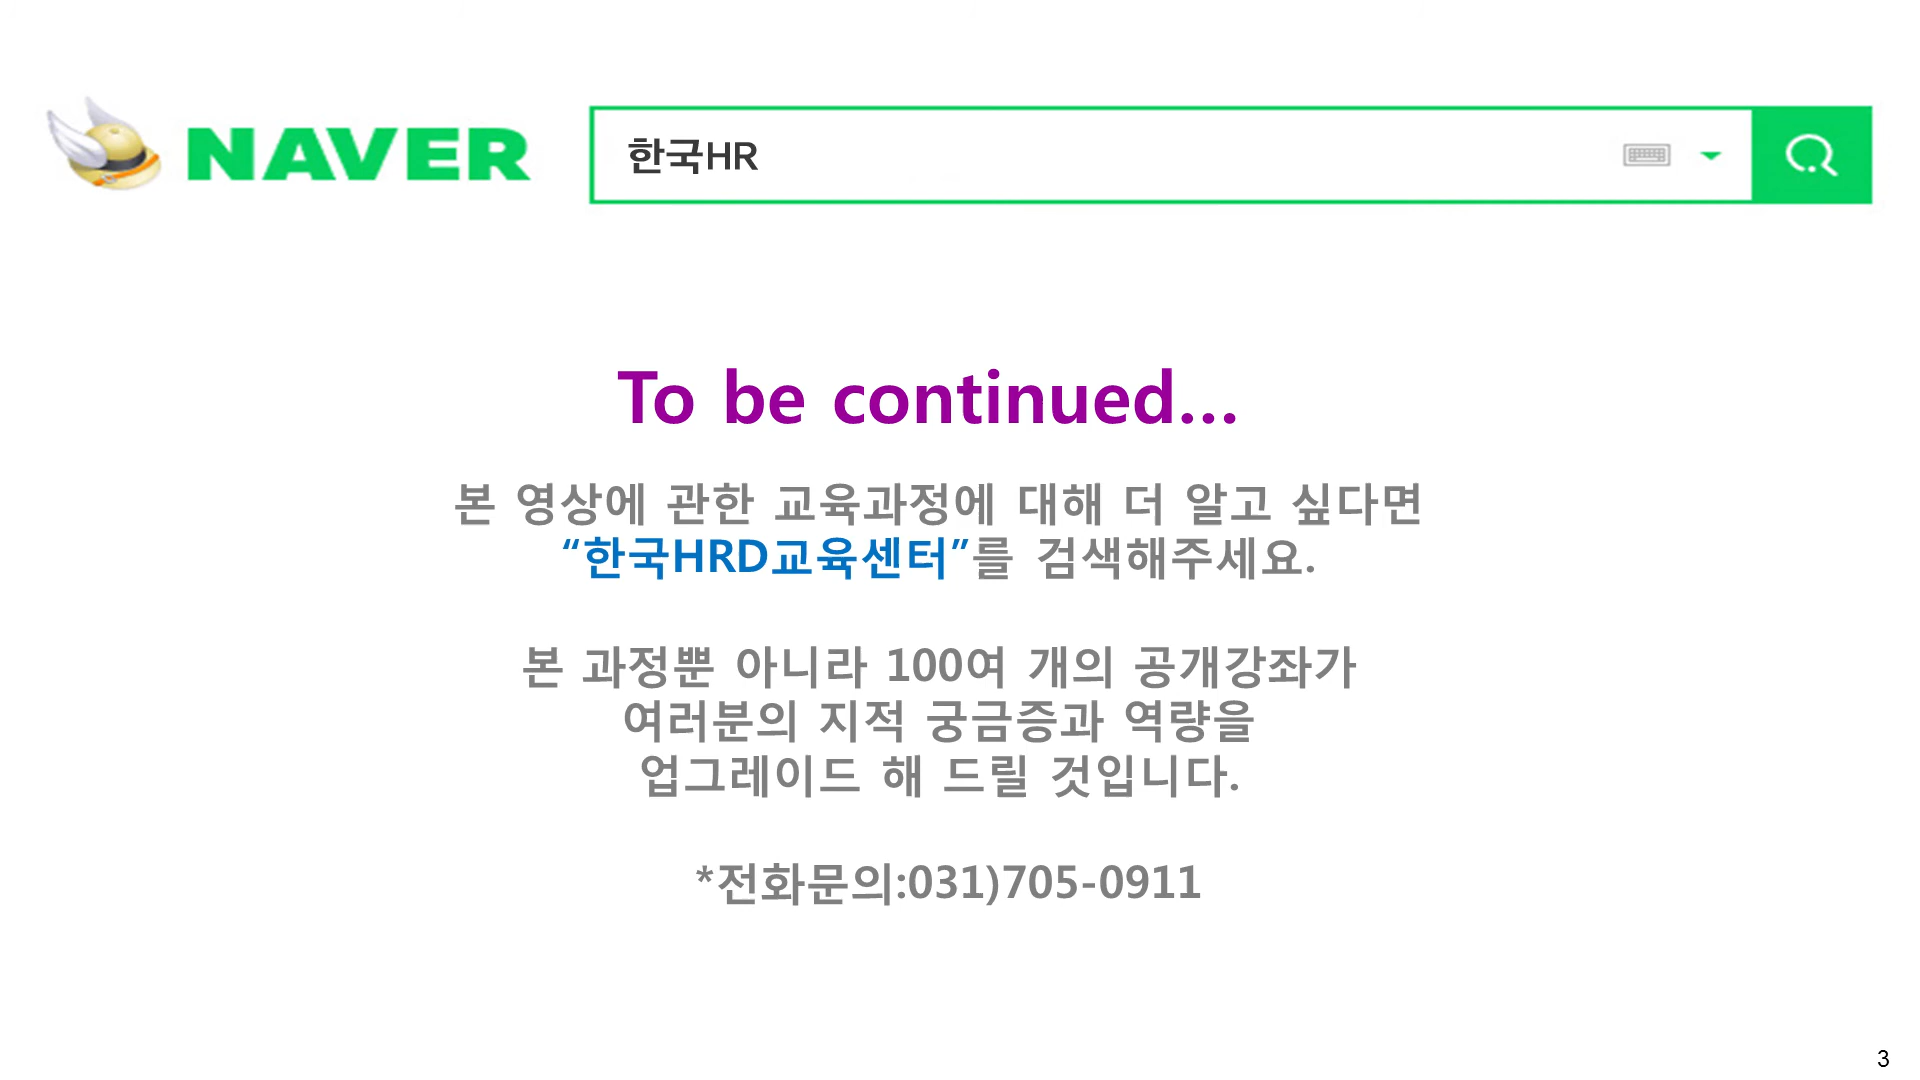 NAVER
한국HR
To be continued...
본 영상에 관한 교육과정에 대해 더 알고 싶다면
“한국HRD교육센터”를 검색해주세요.
본 과정뿐 아니라 100여 개의 공개강좌가
여러분의 지적 궁금증과 역량을
업그레이드 해 드릴 것입니다.
*전화문의:031)705-0911
3